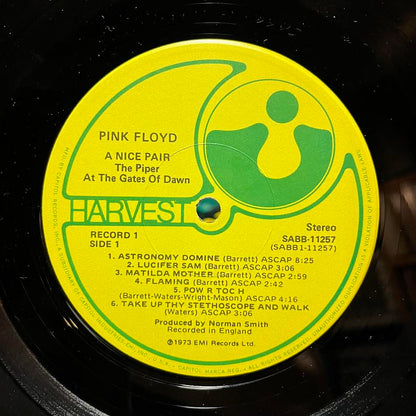 PINK FLOYD
A NICE PAIR
The Piper
At The Gates Of Dawn
HARVEST
RECORD 1
SIDE 1
Stereo
SABB-11257
(SABB1-11257)
1. ASTRONOMY DOMINE (Barrett) ASCAP 8:25
2. LUCIFER SAM (Barrett) ASCAP 3:06
3. MATILDA MOTHER (Barrett) ASCAP 2:59
4. FLAMING (Barrett) ASCAP 2:42
5. POW R TOC H
(Barrett-Waters-Wright-Mason) ASCAP 4:16
6. TAKE UP THY STETHOSCOPE AND WALK
(Waters) ASCAP 3:06
Produced by Norman Smith
Recorded in England
℗1973 EMI Records Ltd.